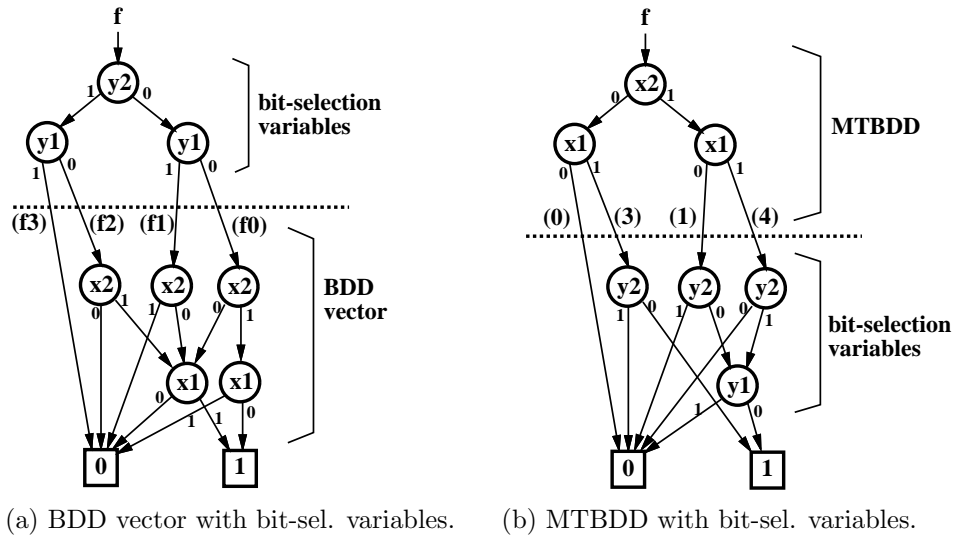 f
y2
1 0
bit-selection
variables
y1 y1
1 0 1 0
(f3) (f2) (f1) (f0)
x2 x2 x2
0 1 1 0 0 1
BDD
vector
x1 x1
0 1 1 0
0 1
(a) BDD vector with bit-sel. variables.
f
x2
0 1
MTBDD
x1 x1
0 1 0 1
(0) (3) (1) (4)
y2 y2 y2
1 0 1 0 0 1
bit-selection
variables
y1
1 0
0 1
(b) MTBDD with bit-sel. variables.